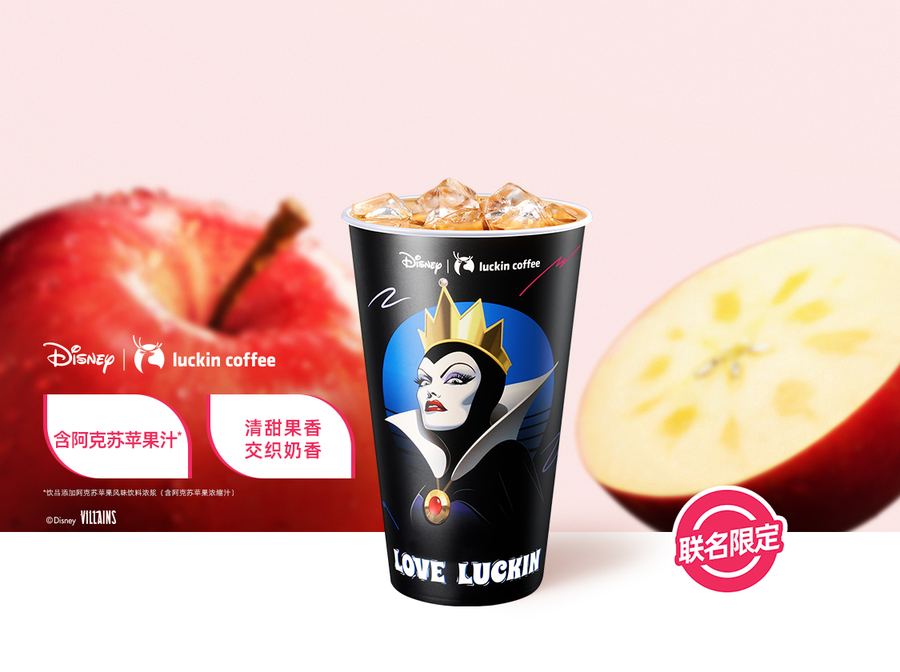 Disney | luckin coffee
LOVE LUCKIN
Disney | luckin coffee
含阿克苏苹果汁*
清甜果香
交织奶香
*饮品添加阿克苏苹果风味饮料浓浆（含阿克苏苹果浓缩汁）
©Disney VILLAINS
联名限定